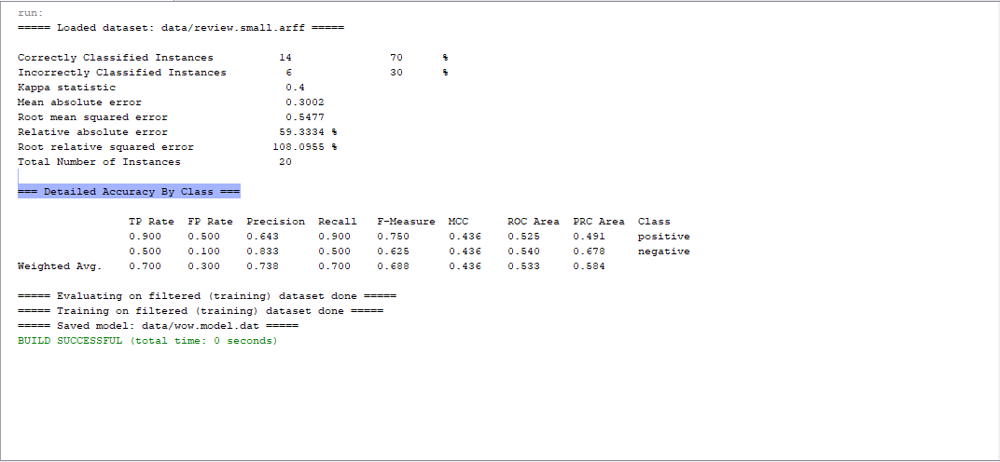 run:
===== Loaded dataset: data/review.small.arff =====
Correctly Classified Instances 14 70 %
Incorrectly Classified Instances 6 30 %
Kappa statistic 0.4
Mean absolute error 0.3002
Root mean squared error 0.5477
Relative absolute error 59.3334 %
Root relative squared error 108.0955 %
Total Number of Instances 20
=== Detailed Accuracy By Class ===
TP Rate FP Rate Precision Recall F-Measure MCC ROC Area PRC Area Class
0.900 0.500 0.643 0.900 0.750 0.436 0.525 0.491 positive
0.500 0.100 0.833 0.500 0.625 0.436 0.540 0.678 negative
Weighted Avg. 0.700 0.300 0.738 0.700 0.688 0.436 0.533 0.584
===== Evaluating on filtered (training) dataset done =====
===== Training on filtered (training) dataset done =====
===== Saved model: data/wow.model.dat =====
BUILD SUCCESSFUL (total time: 0 seconds)